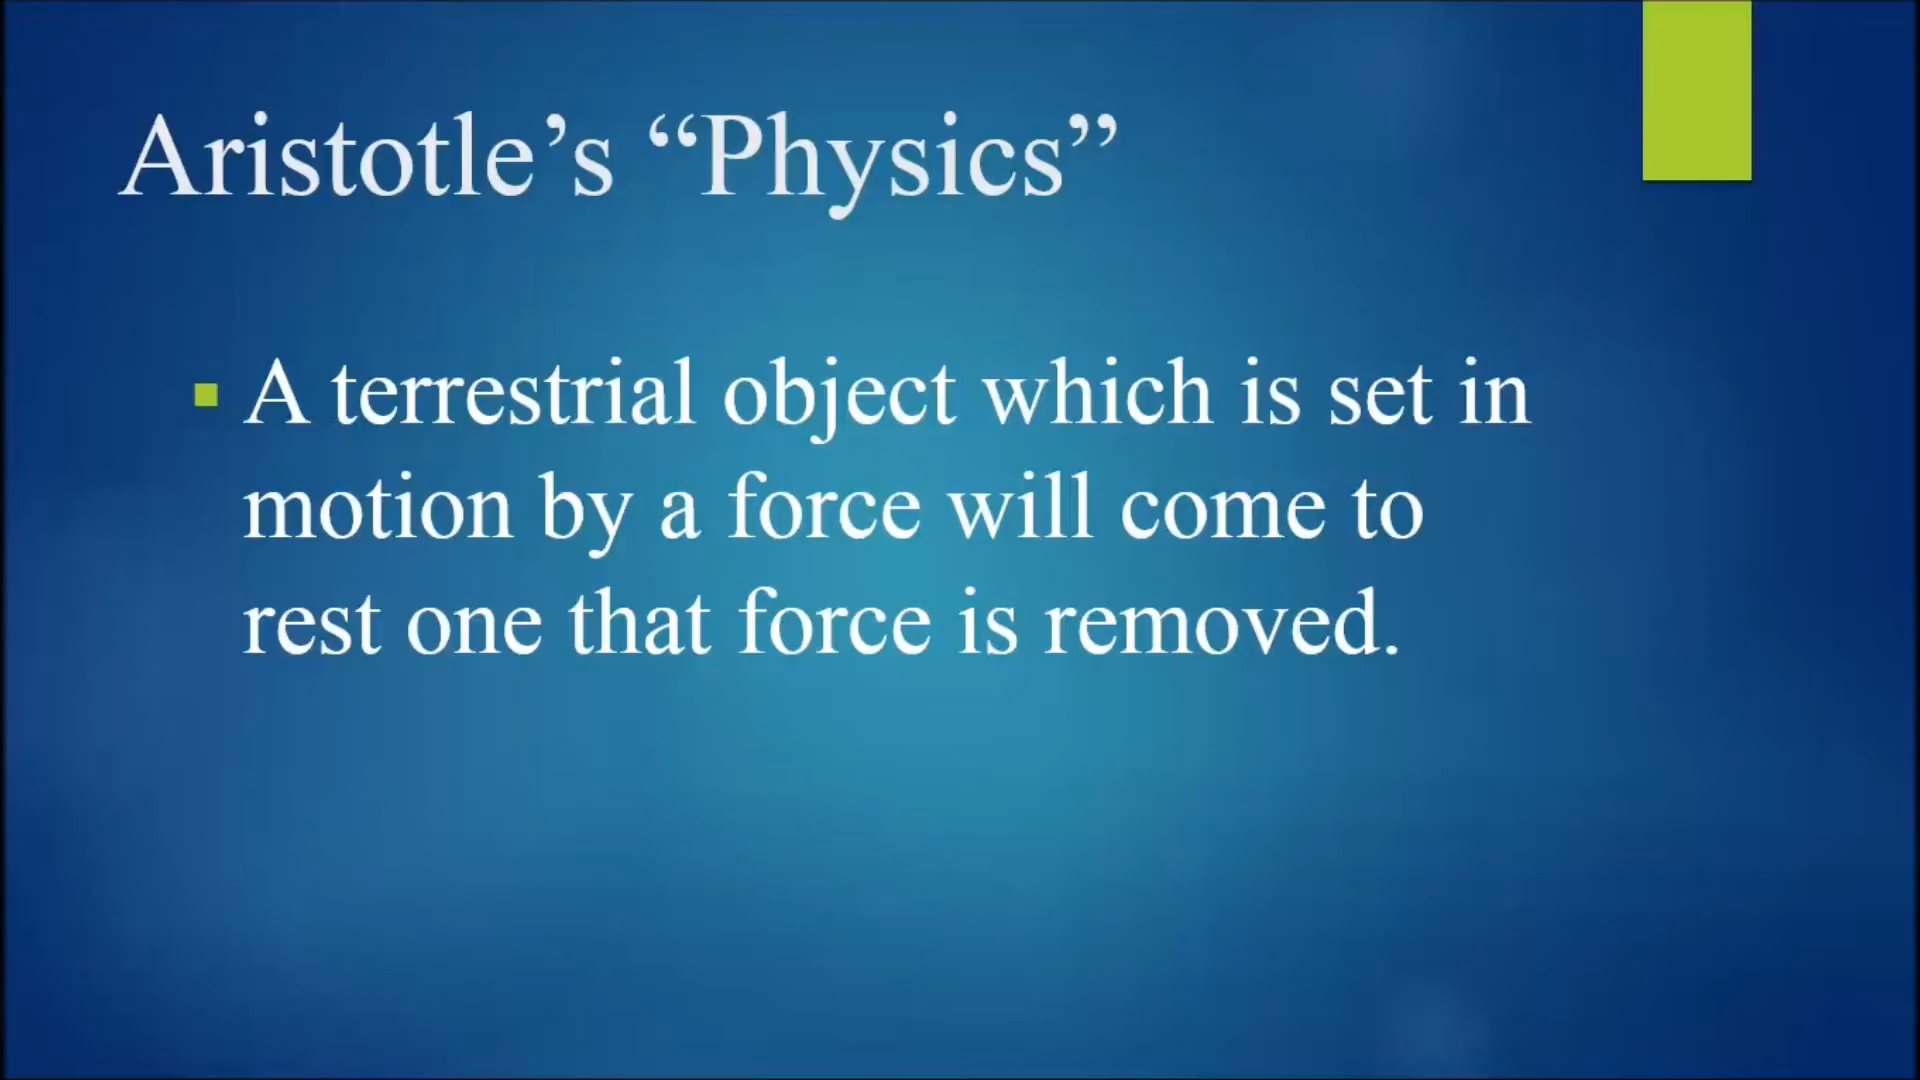 Aristotle’s “Physics”
A terrestrial object which is set in
motion by a force will come to
rest one that force is removed.